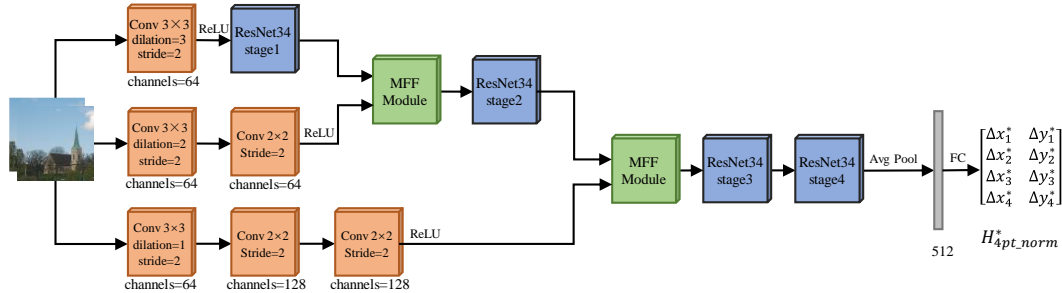 Conv 3×3
dilation=3
stride=2
channels=64
ReLU
ResNet34
stage1
Conv 3×3
dilation=2
stride=2
channels=64
Conv 2×2
Stride=2
channels=64
ReLU
MFF
Module
ResNet34
stage2
Conv 3×3
dilation=1
stride=2
channels=64
Conv 2×2
Stride=2
channels=128
Conv 2×2
Stride=2
channels=128
ReLU
MFF
Module
ResNet34
stage3
ResNet34
stage4
Avg Pool
512
FC
Δx₁* Δy₁*
Δx₂* Δy₂*
Δx₃* Δy₃*
Δx₄* Δy₄*
H*4pt_norm